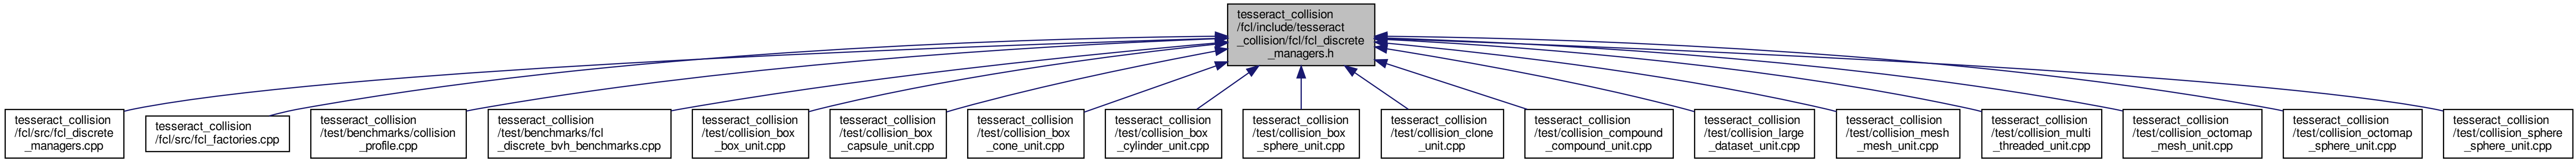 tesseract_collision
/fcl/include/tesseract
_collision/fcl/fcl_discrete
_managers.h
tesseract_collision
/fcl/src/fcl_discrete
_managers.cpp
tesseract_collision
/fcl/src/fcl_factories.cpp
tesseract_collision
/test/benchmarks/collision
_profile.cpp
tesseract_collision
/test/benchmarks/fcl
_discrete_bvh_benchmarks.cpp
tesseract_collision
/test/collision_box
_box_unit.cpp
tesseract_collision
/test/collision_box
_capsule_unit.cpp
tesseract_collision
/test/collision_box
_cone_unit.cpp
tesseract_collision
/test/collision_box
_cylinder_unit.cpp
tesseract_collision
/test/collision_box
_sphere_unit.cpp
tesseract_collision
/test/collision_clone
_unit.cpp
tesseract_collision
/test/collision_compound
_compound_unit.cpp
tesseract_collision
/test/collision_large
_dataset_unit.cpp
tesseract_collision
/test/collision_mesh
_mesh_unit.cpp
tesseract_collision
/test/collision_multi
_threaded_unit.cpp
tesseract_collision
/test/collision_octomap
_mesh_unit.cpp
tesseract_collision
/test/collision_octomap
_sphere_unit.cpp
tesseract_collision
/test/collision_sphere
_sphere_unit.cpp